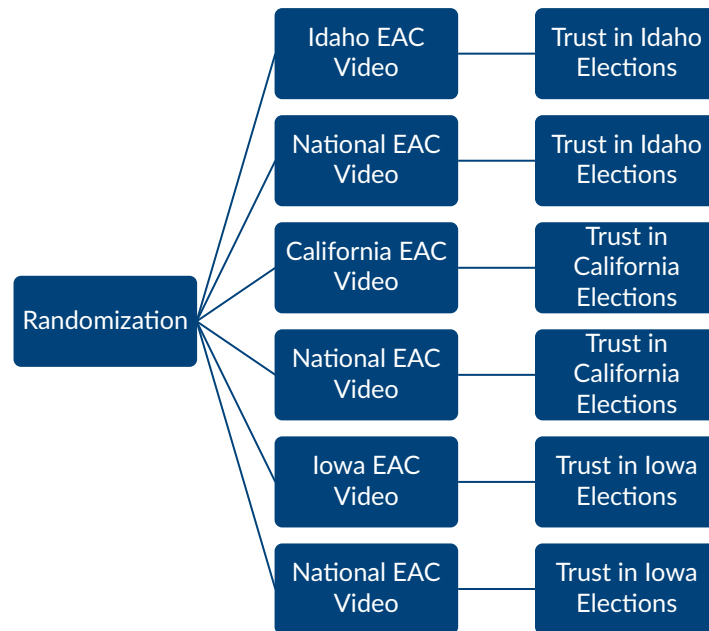 Idaho EAC
Video
Trust in Idaho
Elections
National EAC
Video
Trust in Idaho
Elections
California EAC
Video
Trust in
California
Elections
Randomization
National EAC
Video
Trust in
California
Elections
Iowa EAC
Video
Trust in Iowa
Elections
National EAC
Video
Trust in Iowa
Elections